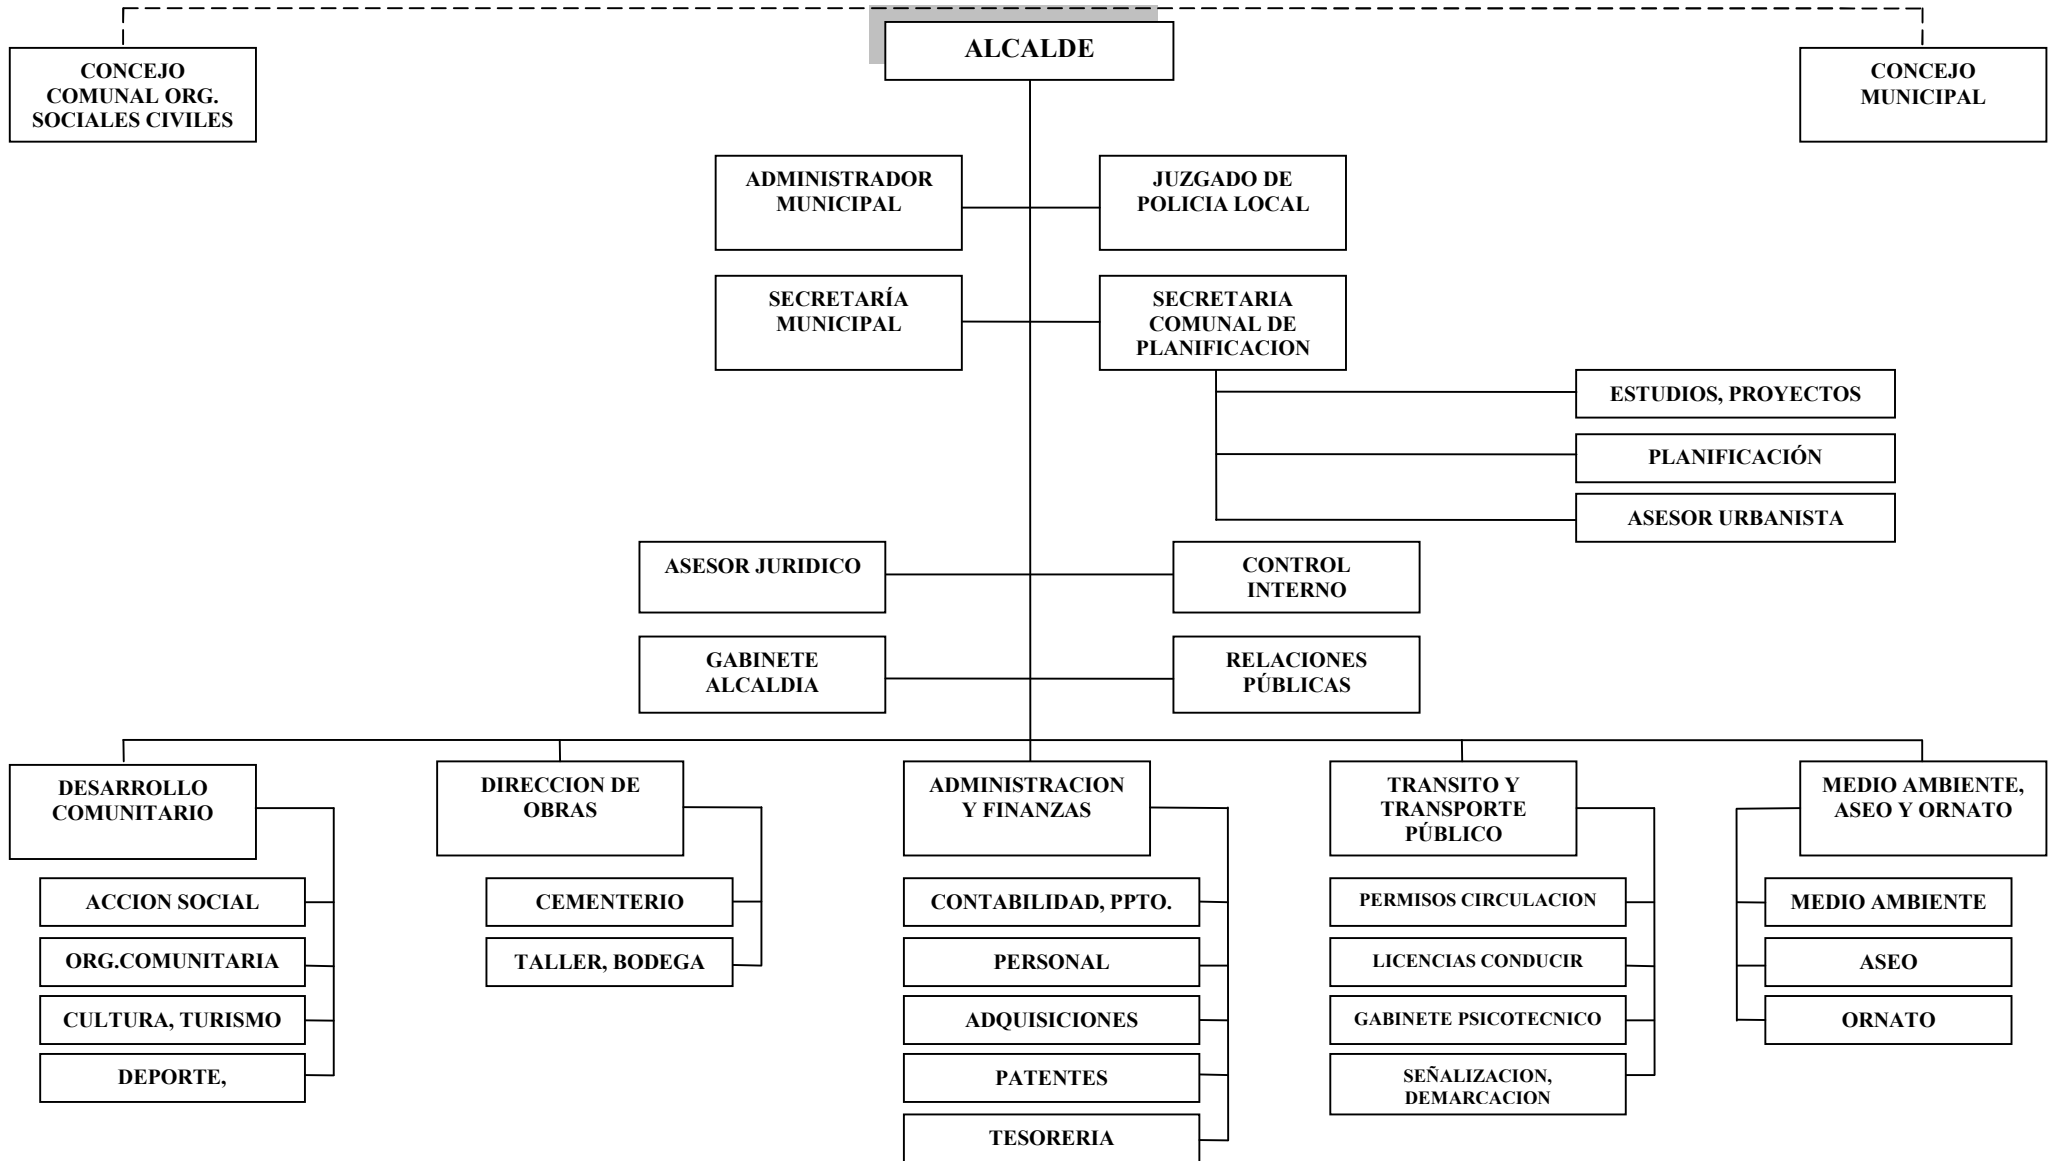 ALCALDE
CONCEJO
COMUNAL ORG.
SOCIALES CIVILES
CONCEJO
MUNICIPAL
ADMINISTRADOR
MUNICIPAL
JUZGADO DE
POLICIA LOCAL
SECRETARÍA
MUNICIPAL
SECRETARIA
COMUNAL DE
PLANIFICACION
ESTUDIOS, PROYECTOS
PLANIFICACIÓN
ASESOR URBANISTA
ASESOR JURIDICO
CONTROL
INTERNO
GABINETE
ALCALDIA
RELACIONES
PÚBLICAS
DESARROLLO
COMUNITARIO
ACCION SOCIAL
ORG.COMUNITARIA
CULTURA, TURISMO
DEPORTE,
DIRECCION DE
OBRAS
CEMENTERIO
TALLER, BODEGA
ADMINISTRACION
Y FINANZAS
CONTABILIDAD, PPTO.
PERSONAL
ADQUISICIONES
PATENTES
TESORERIA
TRANSITO Y
TRANSPORTE
PÚBLICO
PERMISOS CIRCULACION
LICENCIAS CONDUCIR
GABINETE PSICOTECNICO
SEÑALIZACION,
DEMARCACION
MEDIO AMBIENTE,
ASEO Y ORNATO
MEDIO AMBIENTE
ASEO
ORNATO